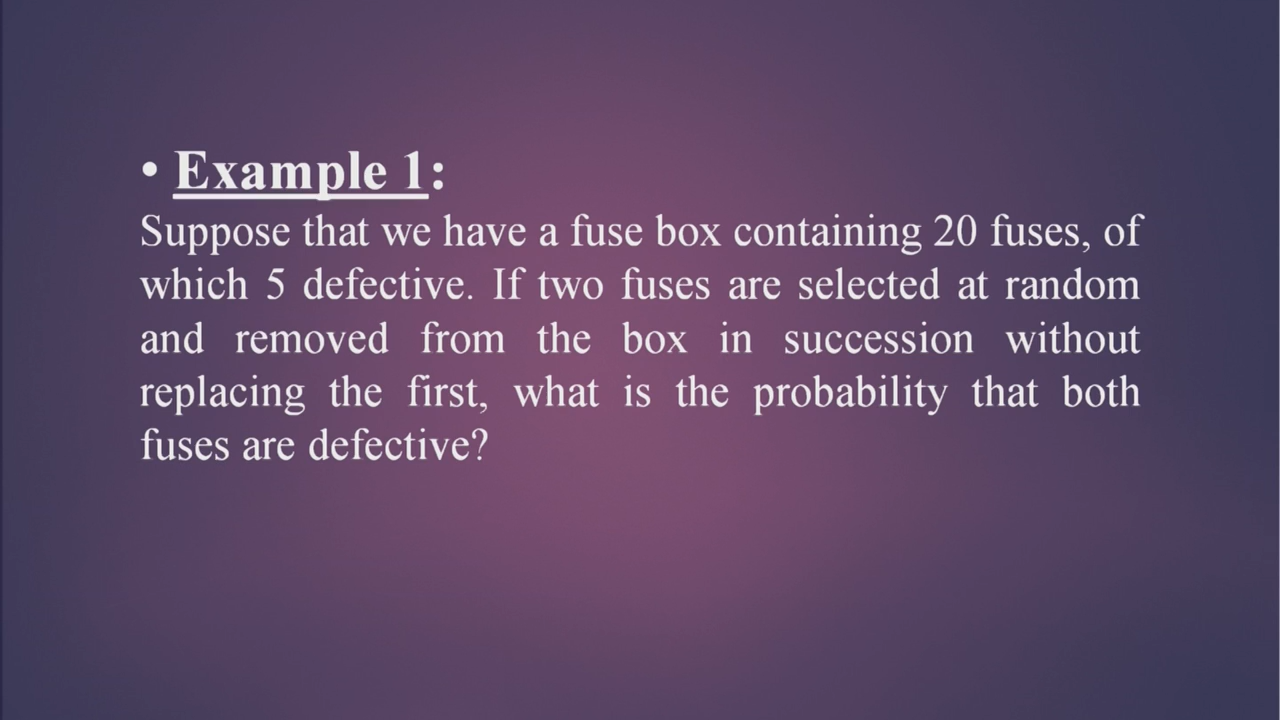 • Example 1:
Suppose that we have a fuse box containing 20 fuses, of
which 5 defective. If two fuses are selected at random
and removed from the box in succession without
replacing the first, what is the probability that both
fuses are defective?